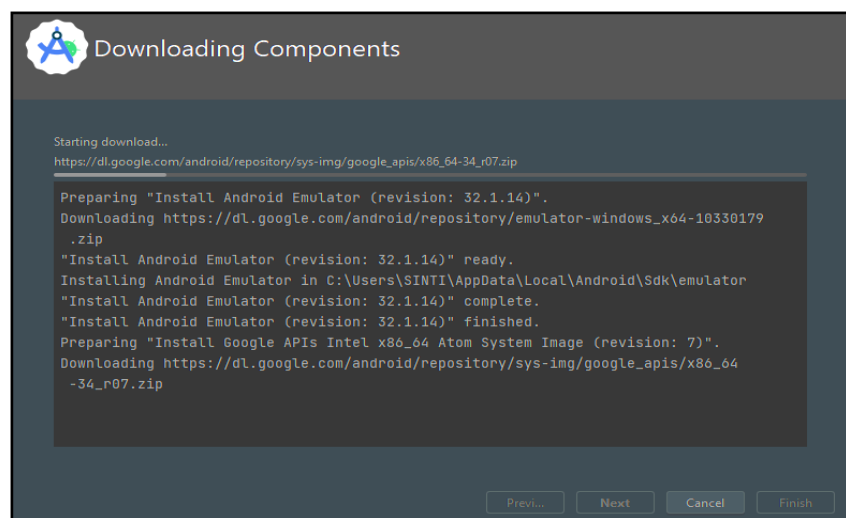 Downloading Components
Starting download...
https://dl.google.com/android/repository/sys-img/google_apis/x86_64-34_r07.zip
Preparing "Install Android Emulator (revision: 32.1.14)".
Downloading https://dl.google.com/android/repository/emulator-windows_x64-10330179
.zip
"Install Android Emulator (revision: 32.1.14)" ready.
Installing Android Emulator in C:\Users\SINTI\AppData\Local\Android\Sdk\emulator
"Install Android Emulator (revision: 32.1.14)" complete.
"Install Android Emulator (revision: 32.1.14)" finished.
Preparing "Install Google APIs Intel x86_64 Atom System Image (revision: 7)".
Downloading https://dl.google.com/android/repository/sys-img/google_apis/x86_64
-34_r07.zip
Previ... Next Cancel Finish